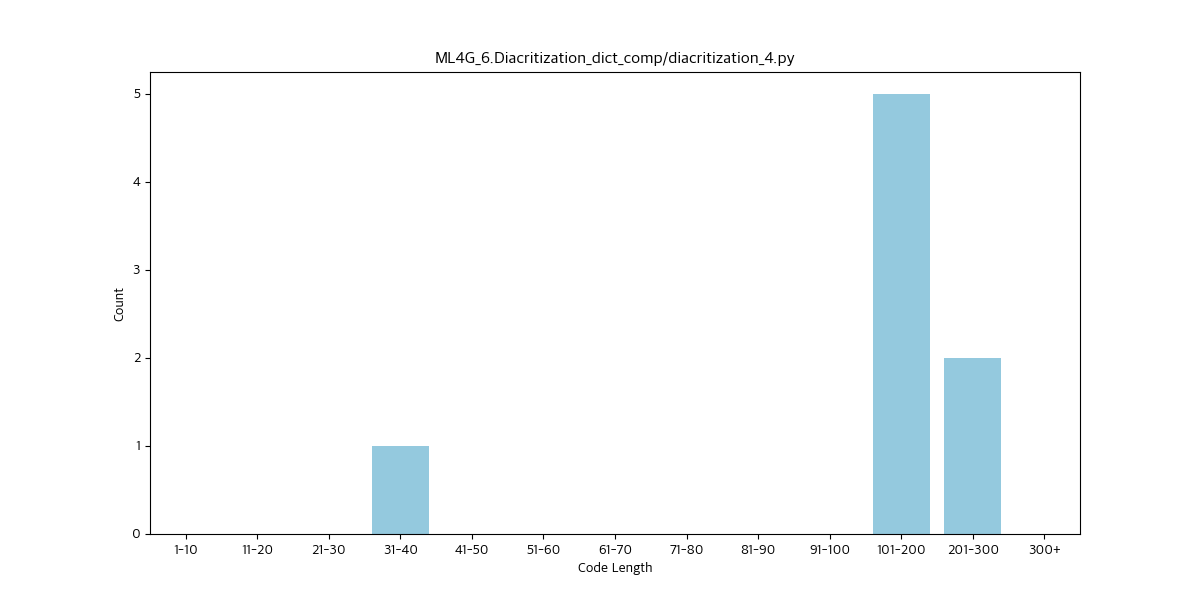 ML4G_6.Diacritization_dict_comp/diacritization_4.py
5
4
3
2
1
0
Count
1-10 11-20 21-30 31-40 41-50 51-60 61-70 71-80 81-90 91-100 101-200 201-300 300+
Code Length